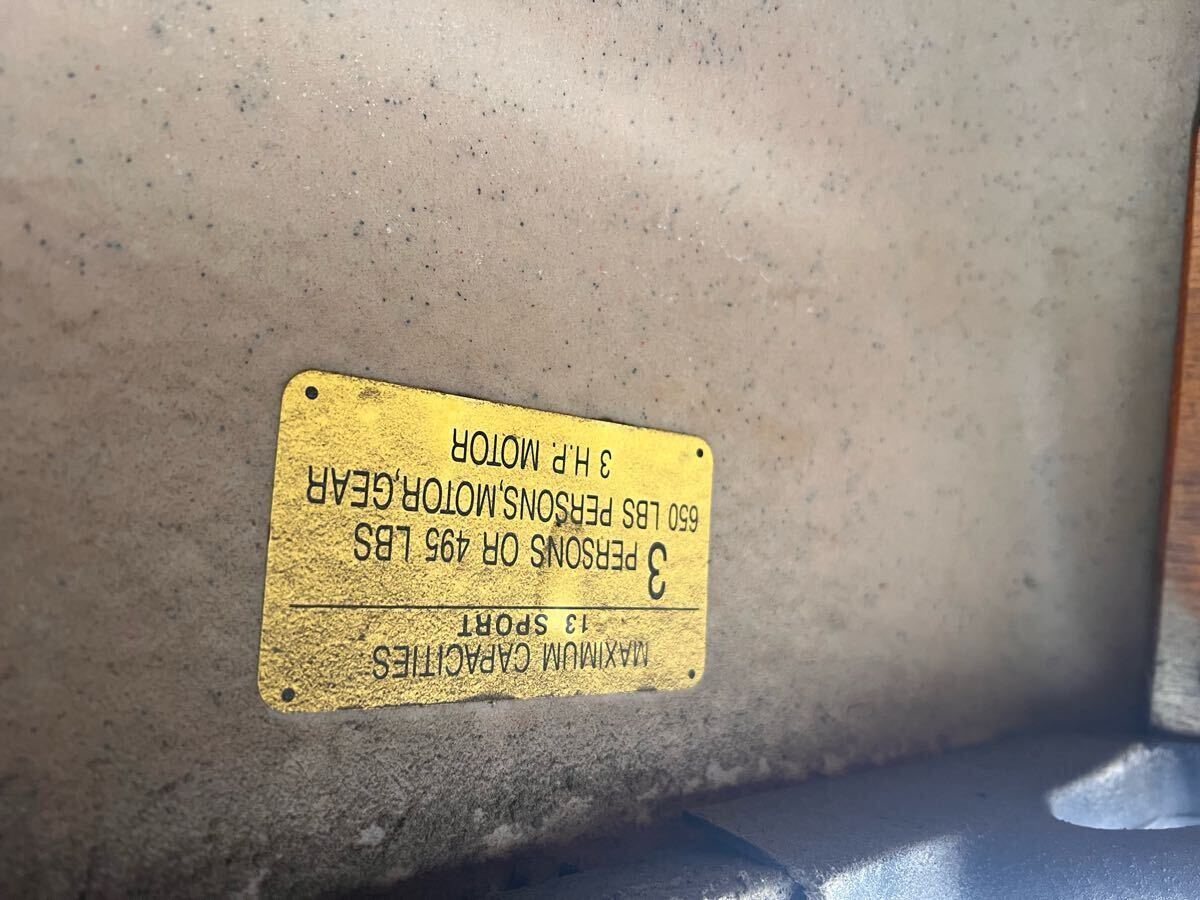 MAXIMUM CAPACITIES
13 SPORT
3 PERSONS OR 495 LBS
650 LBS PERSONS,MOTOR,GEAR
3 H.P. MOTOR